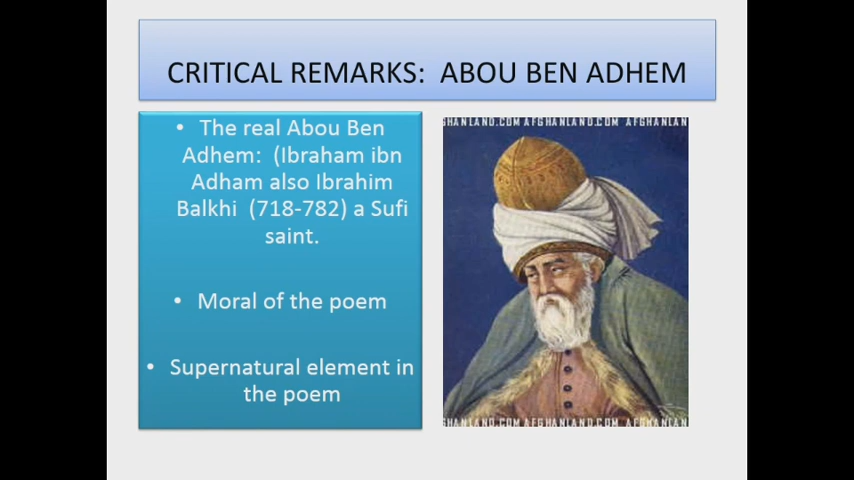 CRITICAL REMARKS:  ABOU BEN ADHEM
• The real Abou Ben
Adhem:  (Ibraham ibn
Adham also Ibrahim
Balkhi  (718-782) a Sufi
saint.
• Moral of the poem
• Supernatural element in
the poem
GHANLAND.COM AFGHANLAND.COM AFGHANLAN
GHANLAND.COM AFGHANLAND.COM AFGHANLAN